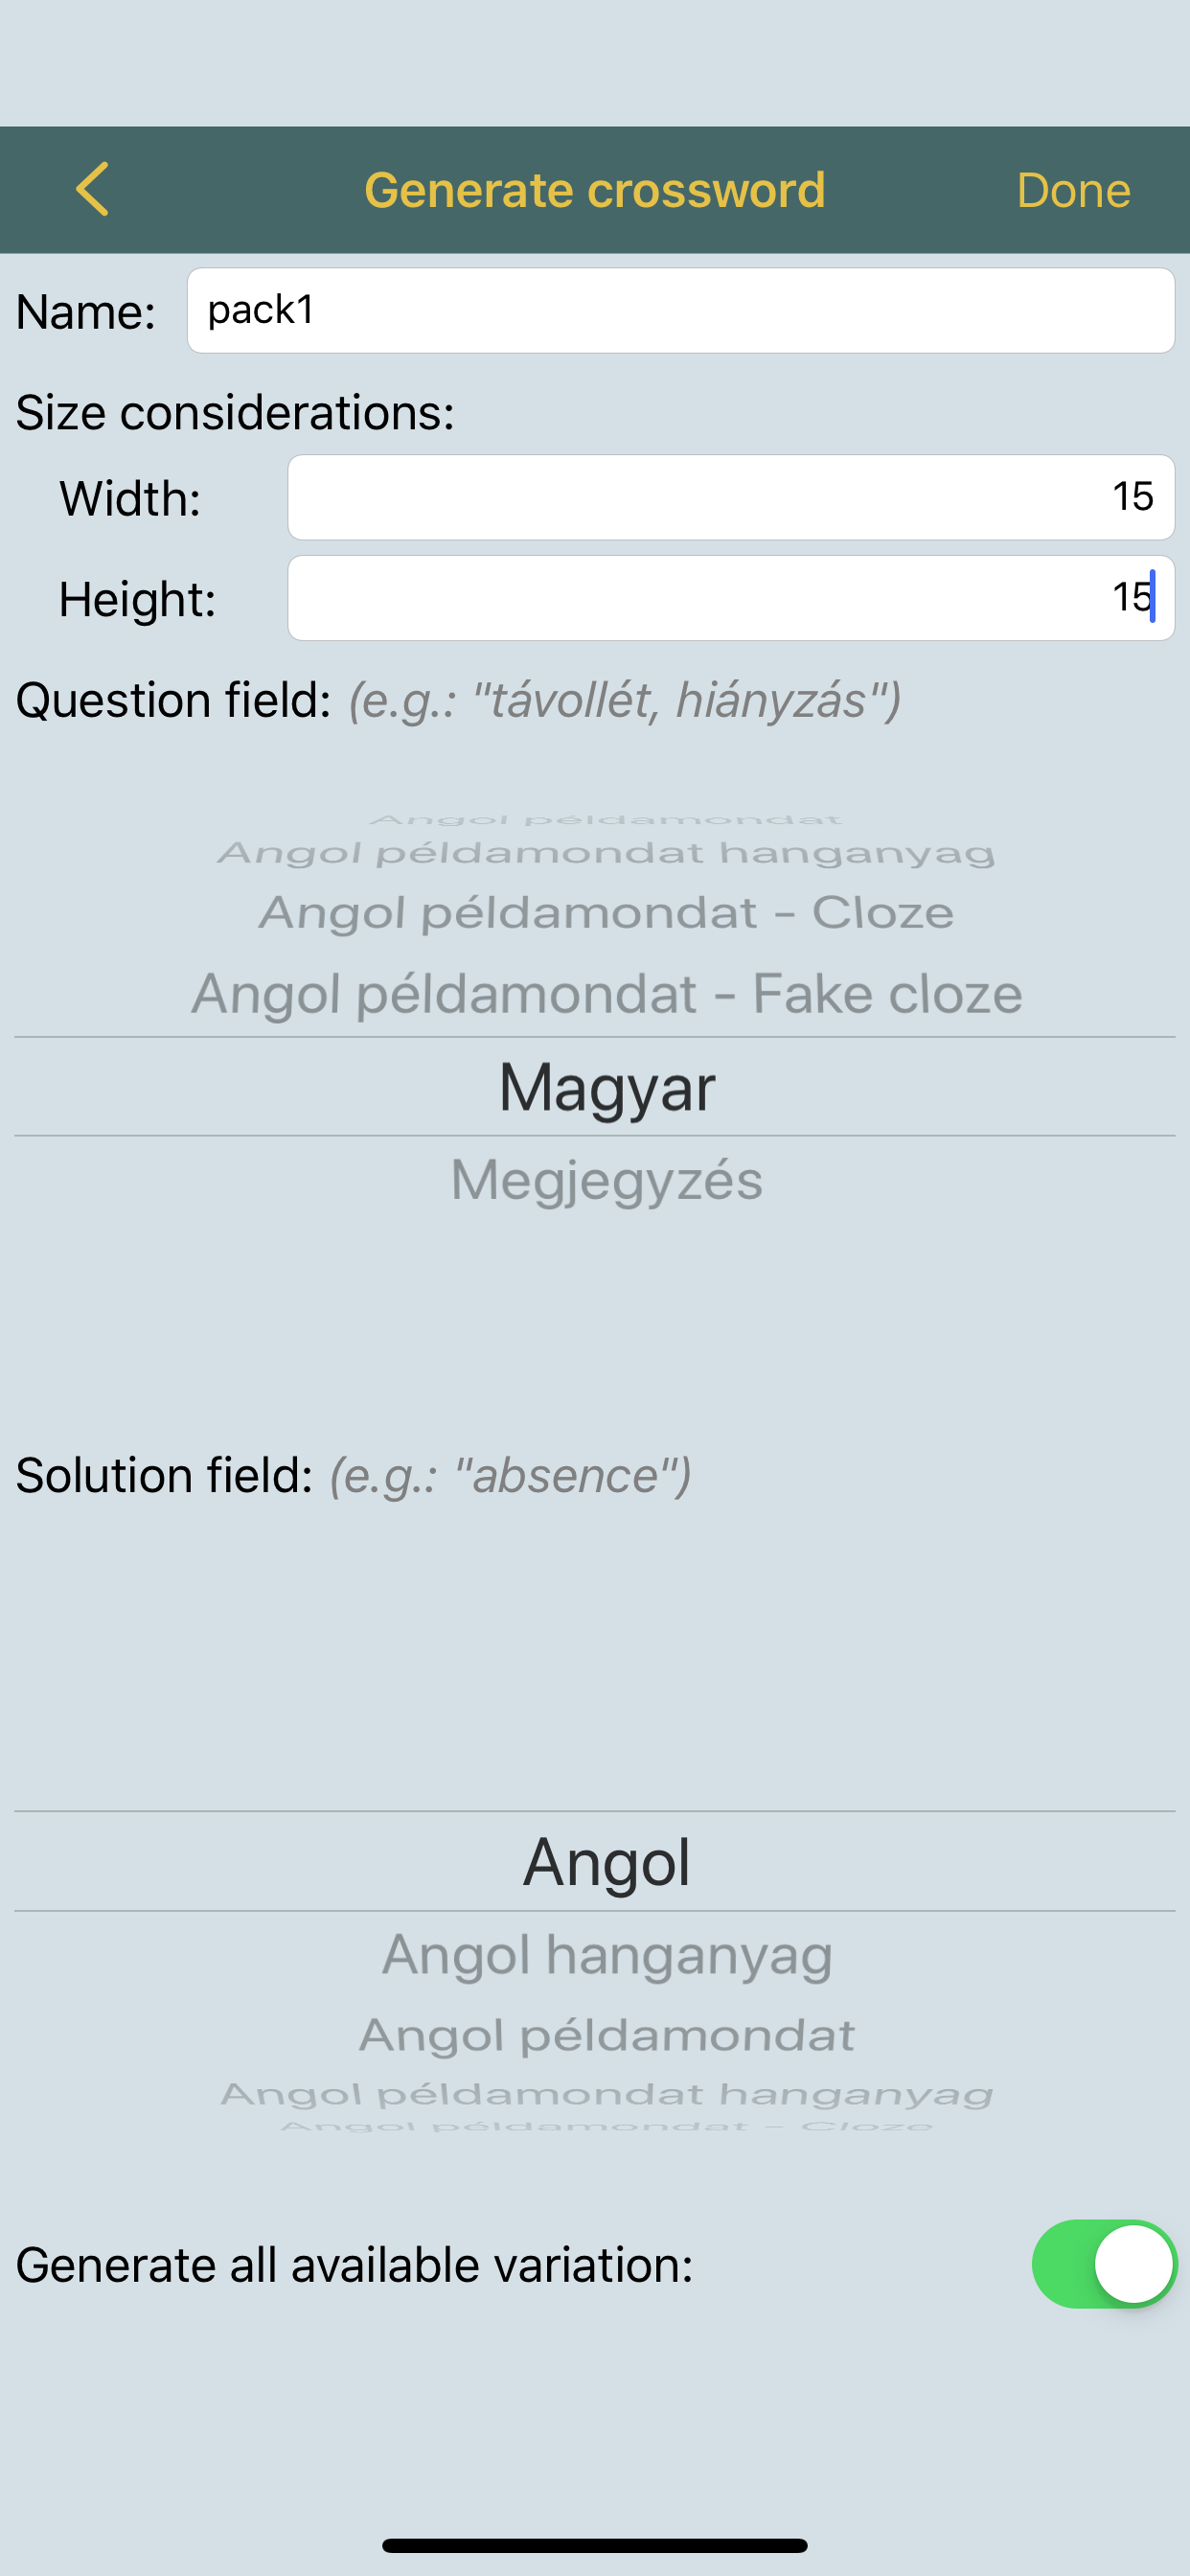 Generate crossword
Done
Name: pack1
Size considerations:
Width: 15
Height: 15
Question field: (e.g.: "távollét, hiányzás")
Angol példamondat
Angol példamondat hanganyag
Angol példamondat - Cloze
Angol példamondat - Fake cloze
Magyar
Megjegyzés
Solution field: (e.g.: "absence")
Angol
Angol hanganyag
Angol példamondat
Angol példamondat hanganyag
Angol példamondat - Cloze
Generate all available variation: